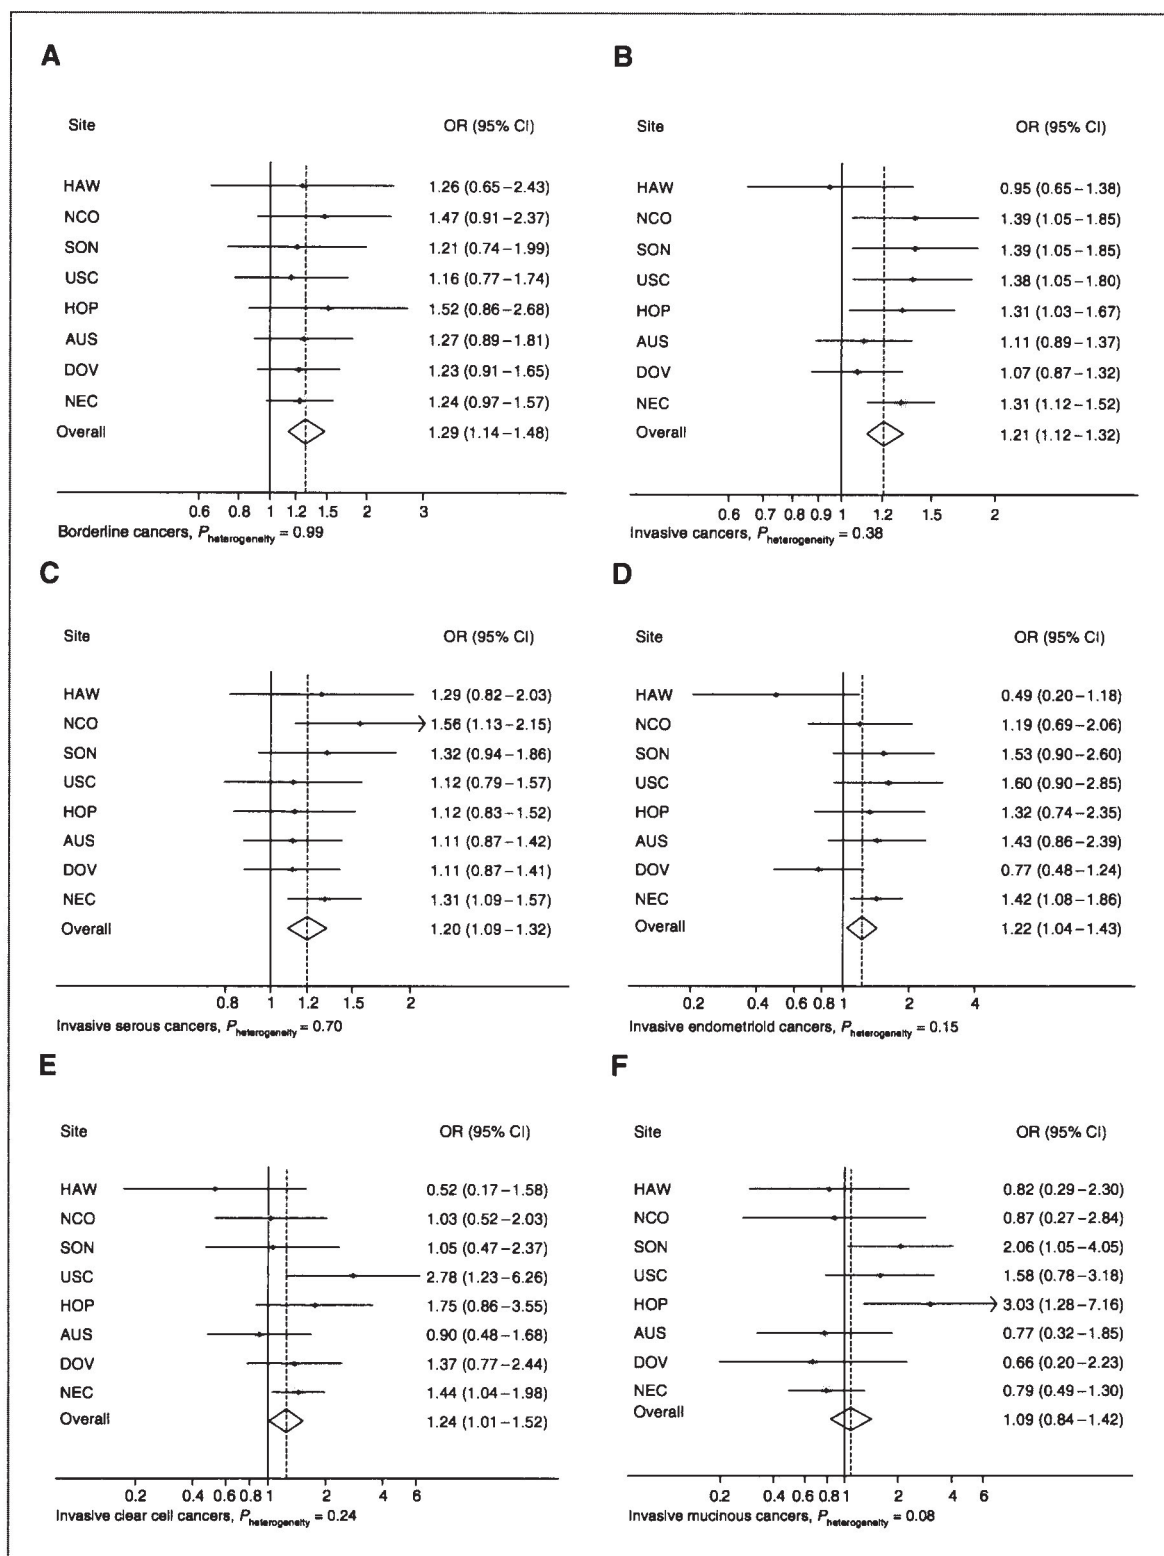 A
Site OR (95% CI)
HAW 1.26 (0.65–2.43)
NCO 1.47 (0.91–2.37)
SON 1.21 (0.74–1.99)
USC 1.16 (0.77–1.74)
HOP 1.52 (0.86–2.68)
AUS 1.27 (0.89–1.81)
DOV 1.23 (0.91–1.65)
NEC 1.24 (0.97–1.57)
Overall 1.29 (1.14–1.48)
0.6 0.8 1 1.2 1.5 2 3
Borderline cancers, Pheterogeneity = 0.99
B
Site OR (95% CI)
HAW 0.95 (0.65–1.38)
NCO 1.39 (1.05–1.85)
SON 1.39 (1.05–1.85)
USC 1.38 (1.05–1.80)
HOP 1.31 (1.03–1.67)
AUS 1.11 (0.89–1.37)
DOV 1.07 (0.87–1.32)
NEC 1.31 (1.12–1.52)
Overall 1.21 (1.12–1.32)
0.6 0.7 0.8 0.9 1 1.2 1.5 2
Invasive cancers, Pheterogeneity = 0.38
C
Site OR (95% CI)
HAW 1.29 (0.82–2.03)
NCO 1.56 (1.13–2.15)
SON 1.32 (0.94–1.86)
USC 1.12 (0.79–1.57)
HOP 1.12 (0.83–1.52)
AUS 1.11 (0.87–1.42)
DOV 1.11 (0.87–1.41)
NEC 1.31 (1.09–1.57)
Overall 1.20 (1.09–1.32)
0.8 1 1.2 1.5 2
Invasive serous cancers, Pheterogeneity = 0.70
D
Site OR (95% CI)
HAW 0.49 (0.20–1.18)
NCO 1.19 (0.69–2.06)
SON 1.53 (0.90–2.60)
USC 1.60 (0.90–2.85)
HOP 1.32 (0.74–2.35)
AUS 1.43 (0.86–2.39)
DOV 0.77 (0.48–1.24)
NEC 1.42 (1.08–1.86)
Overall 1.22 (1.04–1.43)
0.2 0.4 0.6 0.8 1 2 4
Invasive endometrioid cancers, Pheterogeneity = 0.15
E
Site OR (95% CI)
HAW 0.52 (0.17–1.58)
NCO 1.03 (0.52–2.03)
SON 1.05 (0.47–2.37)
USC 2.78 (1.23–6.26)
HOP 1.75 (0.86–3.55)
AUS 0.90 (0.48–1.68)
DOV 1.37 (0.77–2.44)
NEC 1.44 (1.04–1.98)
Overall 1.24 (1.01–1.52)
0.2 0.4 0.6 0.8 1 2 4 6
Invasive clear cell cancers, Pheterogeneity = 0.24
F
Site OR (95% CI)
HAW 0.82 (0.29–2.30)
NCO 0.87 (0.27–2.84)
SON 2.06 (1.05–4.05)
USC 1.58 (0.78–3.18)
HOP 3.03 (1.28–7.16)
AUS 0.77 (0.32–1.85)
DOV 0.66 (0.20–2.23)
NEC 0.79 (0.49–1.30)
Overall 1.09 (0.84–1.42)
0.2 0.4 0.6 0.8 1 2 4 6
Invasive mucinous cancers, Pheterogeneity = 0.08